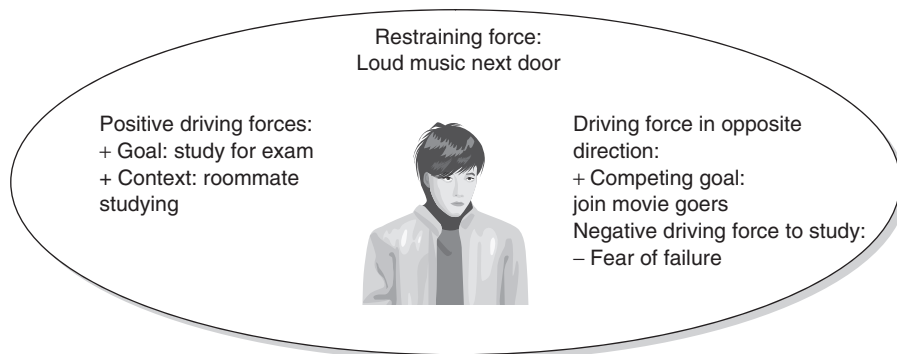 Restraining force:
Loud music next door
Positive driving forces:
+ Goal: study for exam
+ Context: roommate
studying
Driving force in opposite
direction:
+ Competing goal:
join movie goers
Negative driving force to study:
– Fear of failure